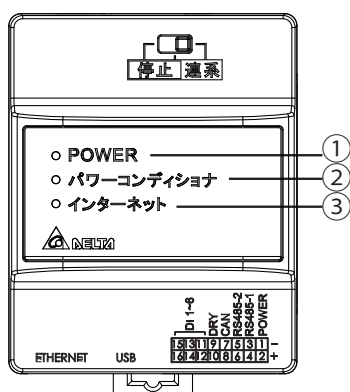 停止 連系
① POWER
② パワーコンディショナ
③ インターネット
DELTA
DI 1~6
DRY
CAN
RS485-2
RS485-1
POWER
15 13 11 9 7 5 3 1 −
16 14 12 10 8 6 4 2 +
ETHERNET USB